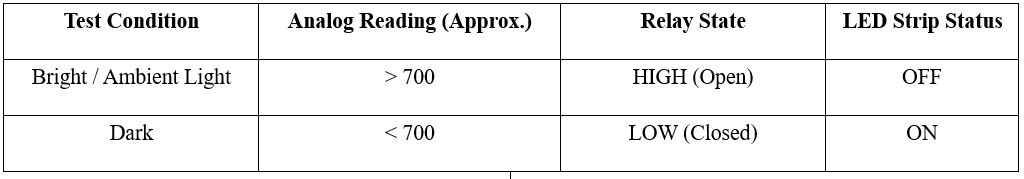 Test Condition Analog Reading (Approx.) Relay State LED Strip Status
Bright / Ambient Light > 700 HIGH (Open) OFF
Dark < 700 LOW (Closed) ON